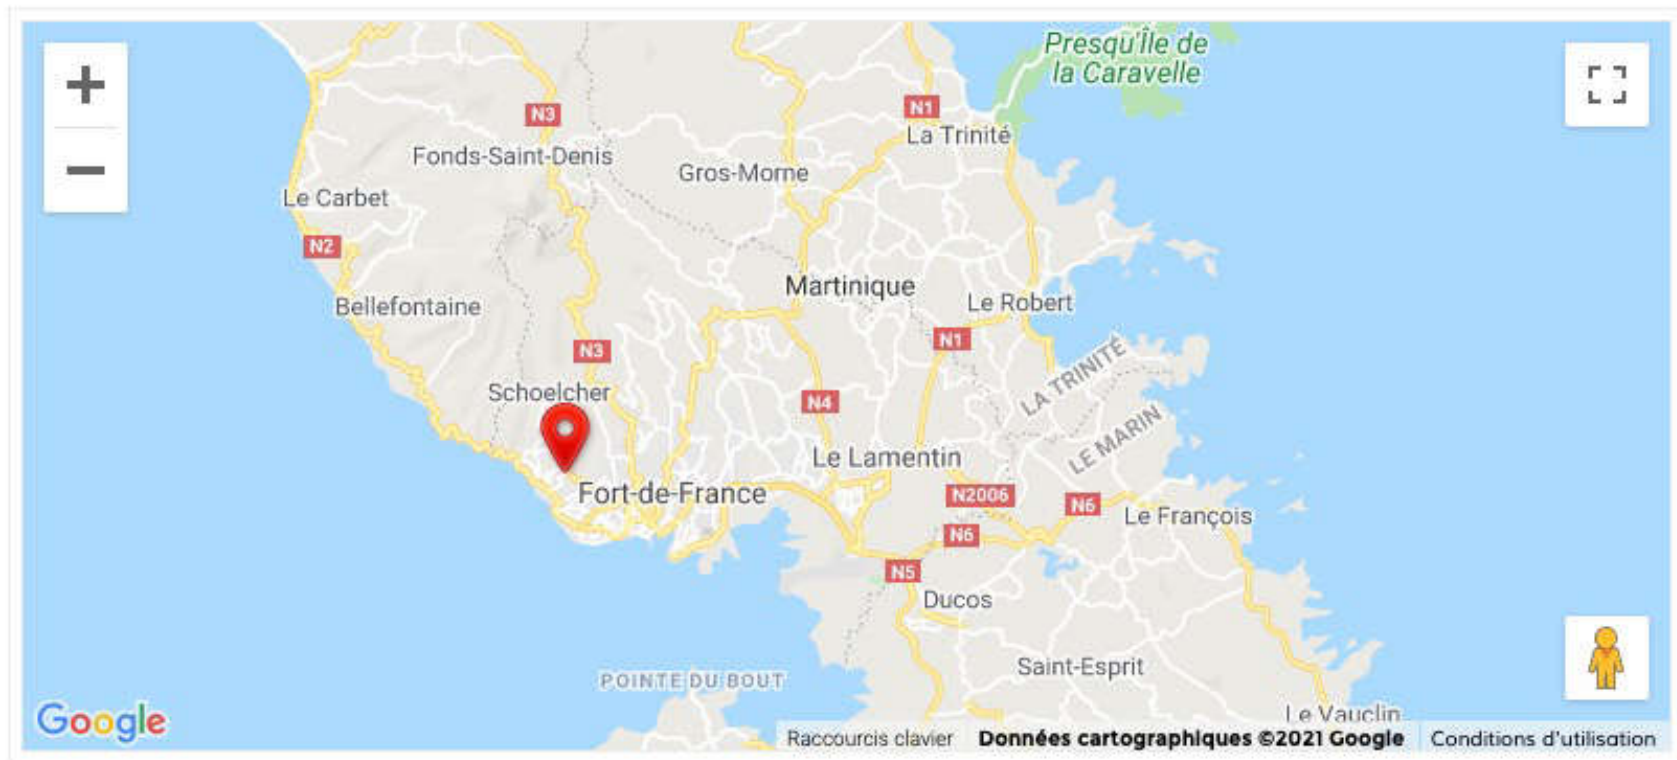 Presqu'Île de
la Caravelle
N3
N1
La Trinité
Fonds-Saint-Denis
Gros-Morne
Le Carbet
N2
Martinique
Bellefontaine
Le Robert
N3
N1
LA TRINITÉ
Schoelcher
N4
LE MARIN
Le Lamentin
Fort-de-France
N2006
N6
Le François
N6
N5
Ducos
Saint-Esprit
POINTE DU BOUT
Le Vauclin
Google
Raccourcis clavier
Données cartographiques ©2021 Google
Conditions d'utilisation